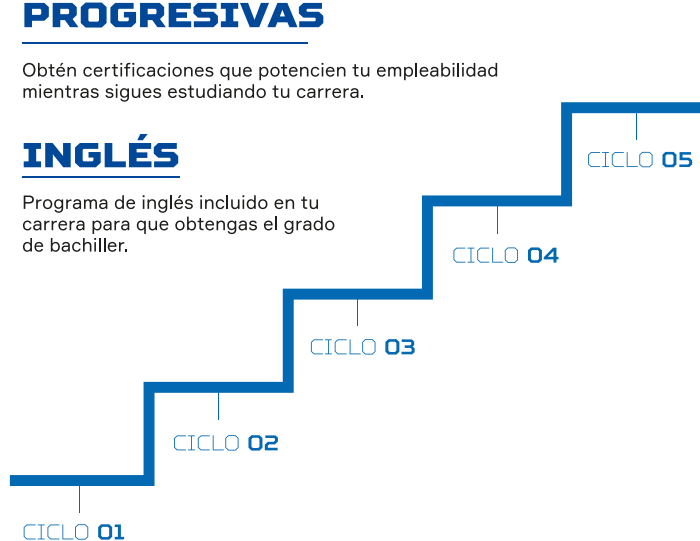 PROGRESIVAS
Obtén certificaciones que potencien tu empleabilidad
mientras sigues estudiando tu carrera.
INGLÉS
Programa de inglés incluido en tu
carrera para que obtengas el grado
de bachiller.
CICLO 05
CICLO 04
CICLO 03
CICLO 02
CICLO 01